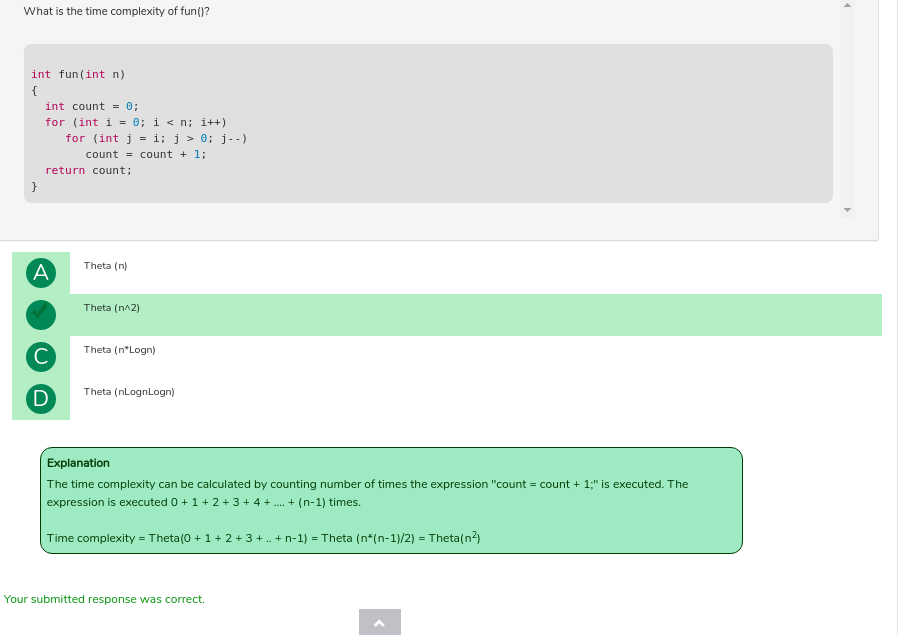 What is the time complexity of fun()?
int fun(int n)
{
  int count = 0;
  for (int i = 0; i < n; i++)
     for (int j = i; j > 0; j--)
        count = count + 1;
  return count;
}
A Theta (n)
Theta (n^2)
C Theta (n*Logn)
D Theta (nLognLogn)
Explanation
The time complexity can be calculated by counting number of times the expression "count = count + 1;" is executed. The
expression is executed 0 + 1 + 2 + 3 + 4 + .... + (n-1) times.
Time complexity = Theta(0 + 1 + 2 + 3 + .. + n-1) = Theta (n*(n-1)/2) = Theta(n²)
Your submitted response was correct.